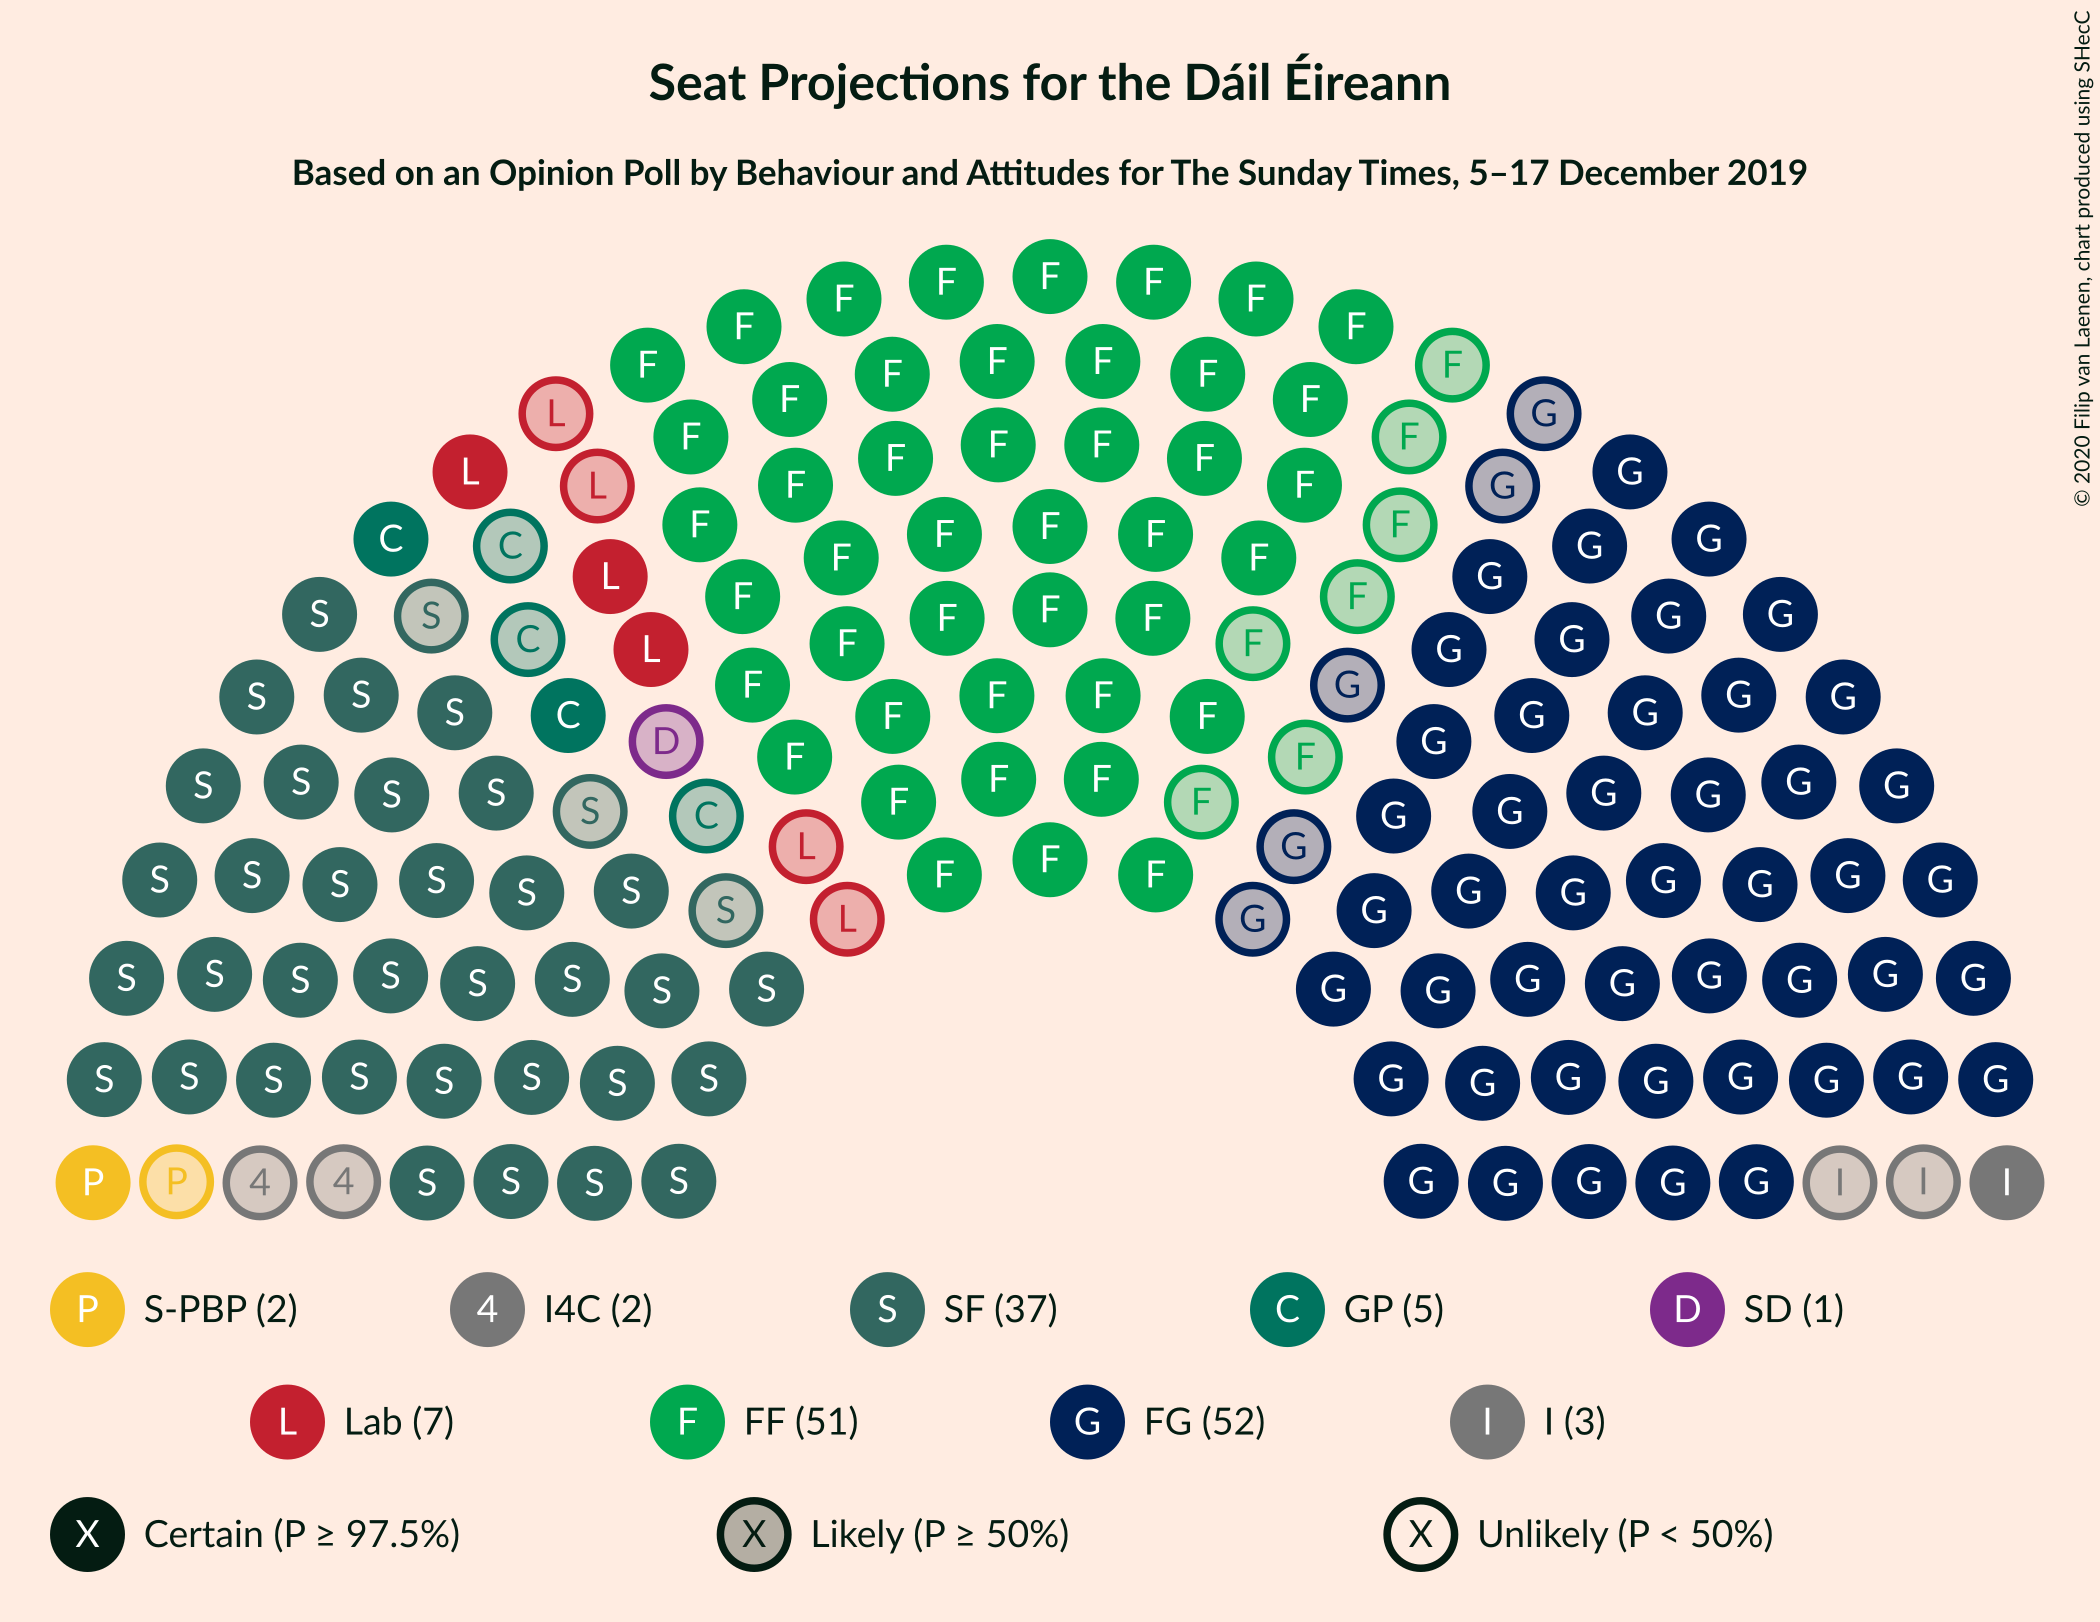 Seat Projections for the Dáil Éireann
Based on an Opinion Poll by Behaviour and Attitudes for The Sunday Times, 5–17 December 2019
© 2020 Filip van Laenen, chart produced using SHecC
F F F F F
F F F F
F F F F F F
F F
L F F F F F F G
L F F F F F F G
L F F F F F F G
C C L F F F F F F G G G
S S C L F F F F F F G G G G
S S S C D F F F F F F G G G G G G
S S S S S C F F F F F F G G G G G G
S S S S S S S L F F F G G G G G G G G
L G
S S S S S S S S G G G G G G G G
S S S S S S S S G G G G G G G G
P P 4 4 S S S S G G G G G I I I
P S-PBP (2) 4 I4C (2) S SF (37) C GP (5) D SD (1)
L Lab (7) F FF (51) G FG (52) I I (3)
X Certain (P ≥ 97.5%) X Likely (P ≥ 50%) X Unlikely (P < 50%)